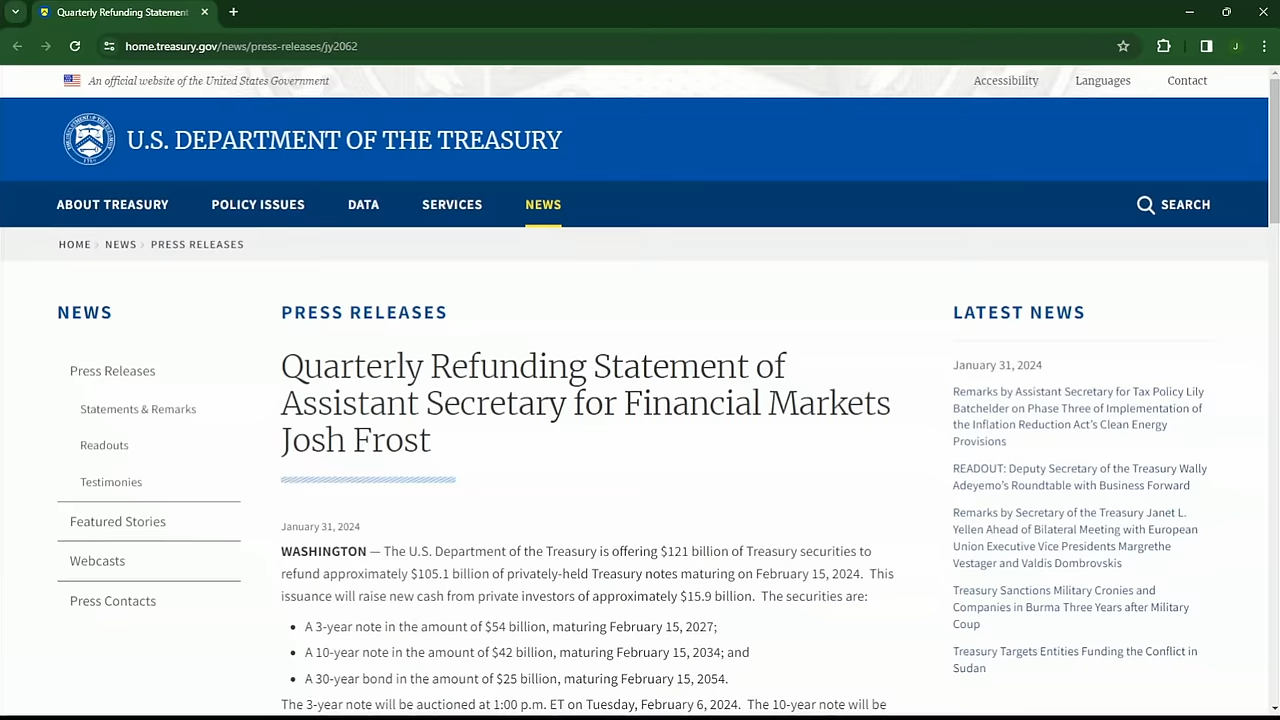 Quarterly Refunding Statement
home.treasury.gov/news/press-releases/jy2062
J
An official website of the United States Government
Accessibility
Languages
Contact
U.S. DEPARTMENT OF THE TREASURY
ABOUT TREASURY
POLICY ISSUES
DATA
SERVICES
NEWS
SEARCH
HOME › NEWS › PRESS RELEASES
NEWS
Press Releases
Statements & Remarks
Readouts
Testimonies
Featured Stories
Webcasts
Press Contacts
PRESS RELEASES
Quarterly Refunding Statement of
Assistant Secretary for Financial Markets
Josh Frost
January 31, 2024
WASHINGTON — The U.S. Department of the Treasury is offering $121 billion of Treasury securities to
refund approximately $105.1 billion of privately-held Treasury notes maturing on February 15, 2024. This
issuance will raise new cash from private investors of approximately $15.9 billion. The securities are:
• A 3-year note in the amount of $54 billion, maturing February 15, 2027;
• A 10-year note in the amount of $42 billion, maturing February 15, 2034; and
• A 30-year bond in the amount of $25 billion, maturing February 15, 2054.
The 3-year note will be auctioned at 1:00 p.m. ET on Tuesday, February 6, 2024. The 10-year note will be
LATEST NEWS
January 31, 2024
Remarks by Assistant Secretary for Tax Policy Lily
Batchelder on Phase Three of Implementation of
the Inflation Reduction Act's Clean Energy
Provisions
READOUT: Deputy Secretary of the Treasury Wally
Adeyemo's Roundtable with Business Forward
Remarks by Secretary of the Treasury Janet L.
Yellen Ahead of Bilateral Meeting with European
Union Executive Vice Presidents Margrethe
Vestager and Valdis Dombrovskis
Treasury Sanctions Military Cronies and
Companies in Burma Three Years after Military
Coup
Treasury Targets Entities Funding the Conflict in
Sudan